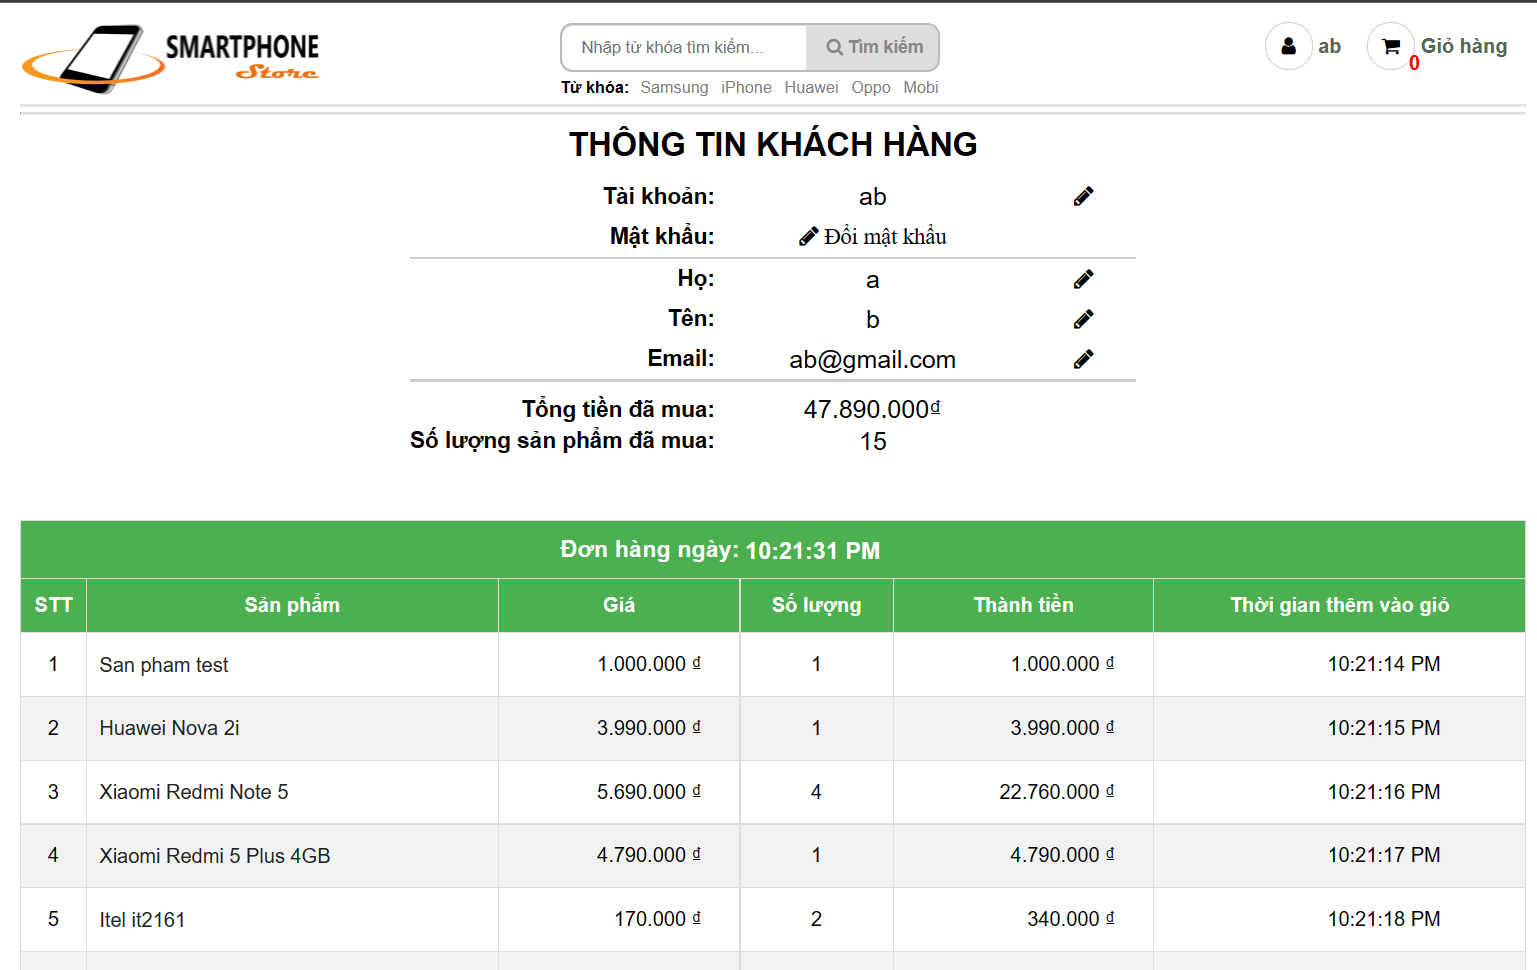 SMARTPHONE
Store
Nhập từ khóa tìm kiếm...
Tìm kiếm
ab
0
Giỏ hàng
Từ khóa: Samsung iPhone Huawei Oppo Mobi
THÔNG TIN KHÁCH HÀNG
Tài khoản: ab
Mật khẩu: Đổi mật khẩu
Họ: a
Tên: b
Email: ab@gmail.com
Tổng tiền đã mua: 47.890.000₫
Số lượng sản phẩm đã mua: 15
Đơn hàng ngày: 10:21:31 PM
STT Sản phẩm Giá Số lượng Thành tiền Thời gian thêm vào giỏ
1 San pham test 1.000.000 ₫ 1 1.000.000 ₫ 10:21:14 PM
2 Huawei Nova 2i 3.990.000 ₫ 1 3.990.000 ₫ 10:21:15 PM
3 Xiaomi Redmi Note 5 5.690.000 ₫ 4 22.760.000 ₫ 10:21:16 PM
4 Xiaomi Redmi 5 Plus 4GB 4.790.000 ₫ 1 4.790.000 ₫ 10:21:17 PM
5 Itel it2161 170.000 ₫ 2 340.000 ₫ 10:21:18 PM